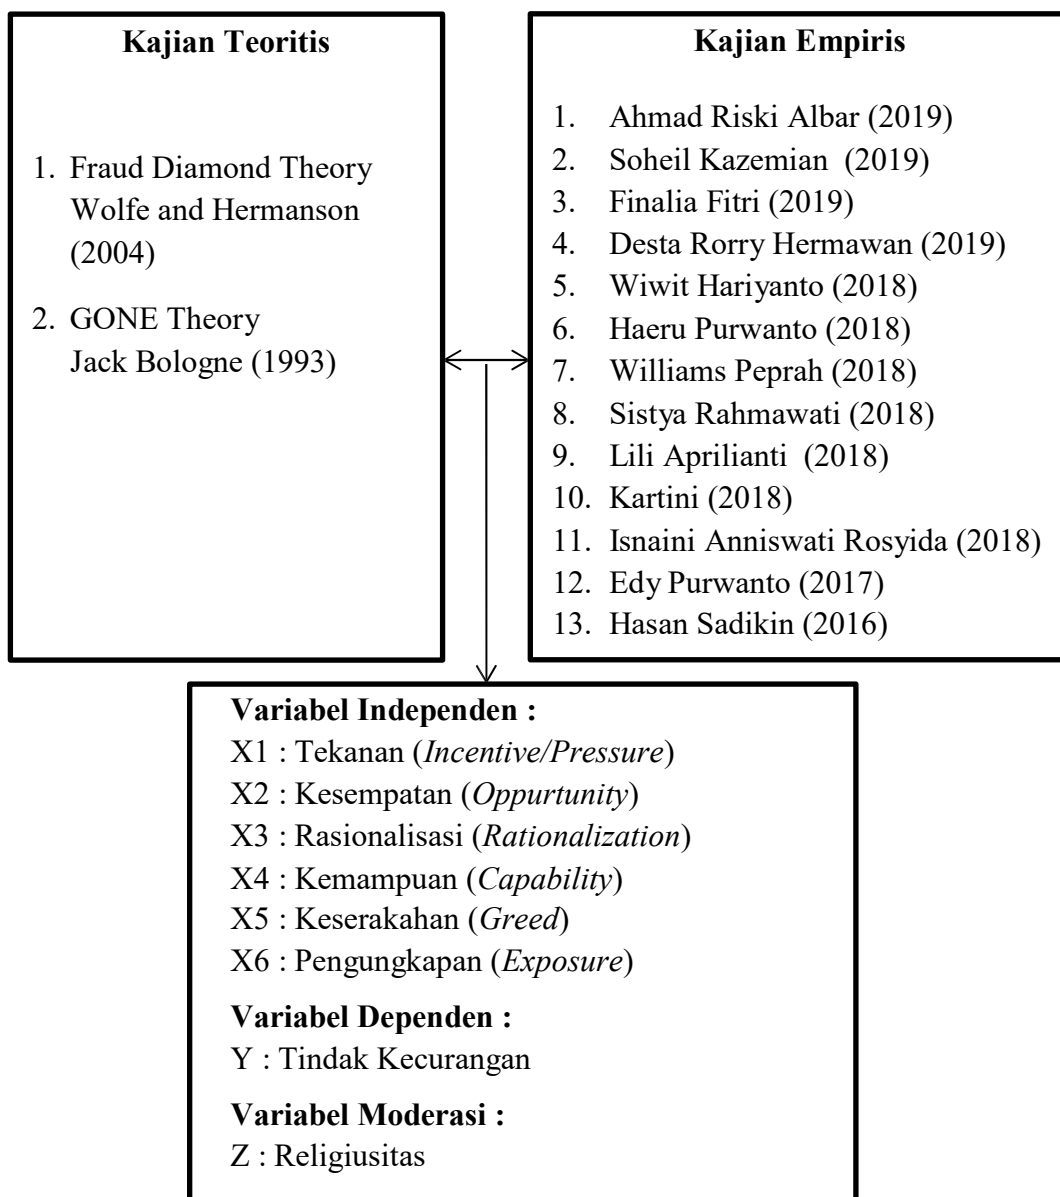 Kajian Teoritis
1. Fraud Diamond Theory
Wolfe and Hermanson
(2004)
2. GONE Theory
Jack Bologne (1993)
Kajian Empiris
1. Ahmad Riski Albar (2019)
2. Soheil Kazemian (2019)
3. Finalia Fitri (2019)
4. Desta Rorry Hermawan (2019)
5. Wiwit Hariyanto (2018)
6. Haeru Purwanto (2018)
7. Williams Peprah (2018)
8. Sistya Rahmawati (2018)
9. Lili Aprilianti (2018)
10. Kartini (2018)
11. Isnaini Anniswati Rosyida (2018)
12. Edy Purwanto (2017)
13. Hasan Sadikin (2016)
Variabel Independen :
X1 : Tekanan (Incentive/Pressure)
X2 : Kesempatan (Oppurtunity)
X3 : Rasionalisasi (Rationalization)
X4 : Kemampuan (Capability)
X5 : Keserakahan (Greed)
X6 : Pengungkapan (Exposure)
Variabel Dependen :
Y : Tindak Kecurangan
Variabel Moderasi :
Z : Religiusitas